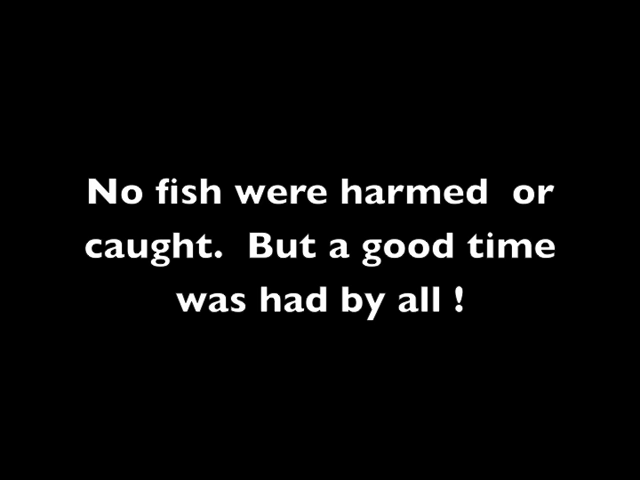 No fish were harmed  or
caught.  But a good time
was had by all !